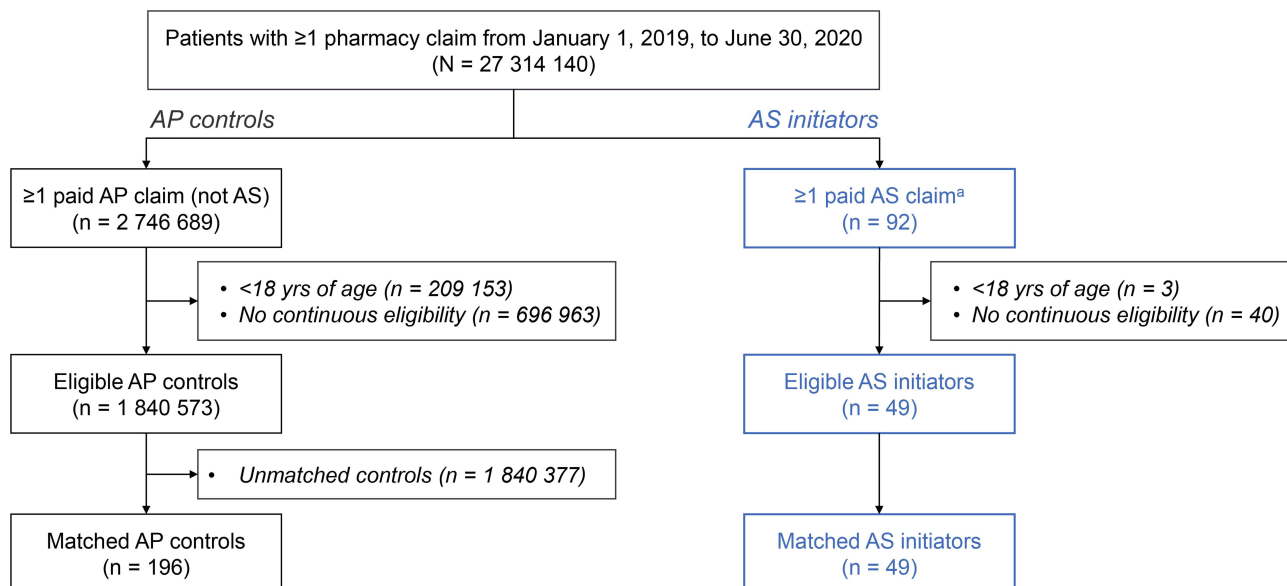 Patients with ≥1 pharmacy claim from January 1, 2019, to June 30, 2020
(N = 27 314 140)
AP controls
AS initiators
≥1 paid AP claim (not AS)
(n = 2 746 689)
≥1 paid AS claimᵃ
(n = 92)
• <18 yrs of age (n = 209 153)
• No continuous eligibility (n = 696 963)
• <18 yrs of age (n = 3)
• No continuous eligibility (n = 40)
Eligible AP controls
(n = 1 840 573)
Eligible AS initiators
(n = 49)
• Unmatched controls (n = 1 840 377)
Matched AP controls
(n = 196)
Matched AS initiators
(n = 49)